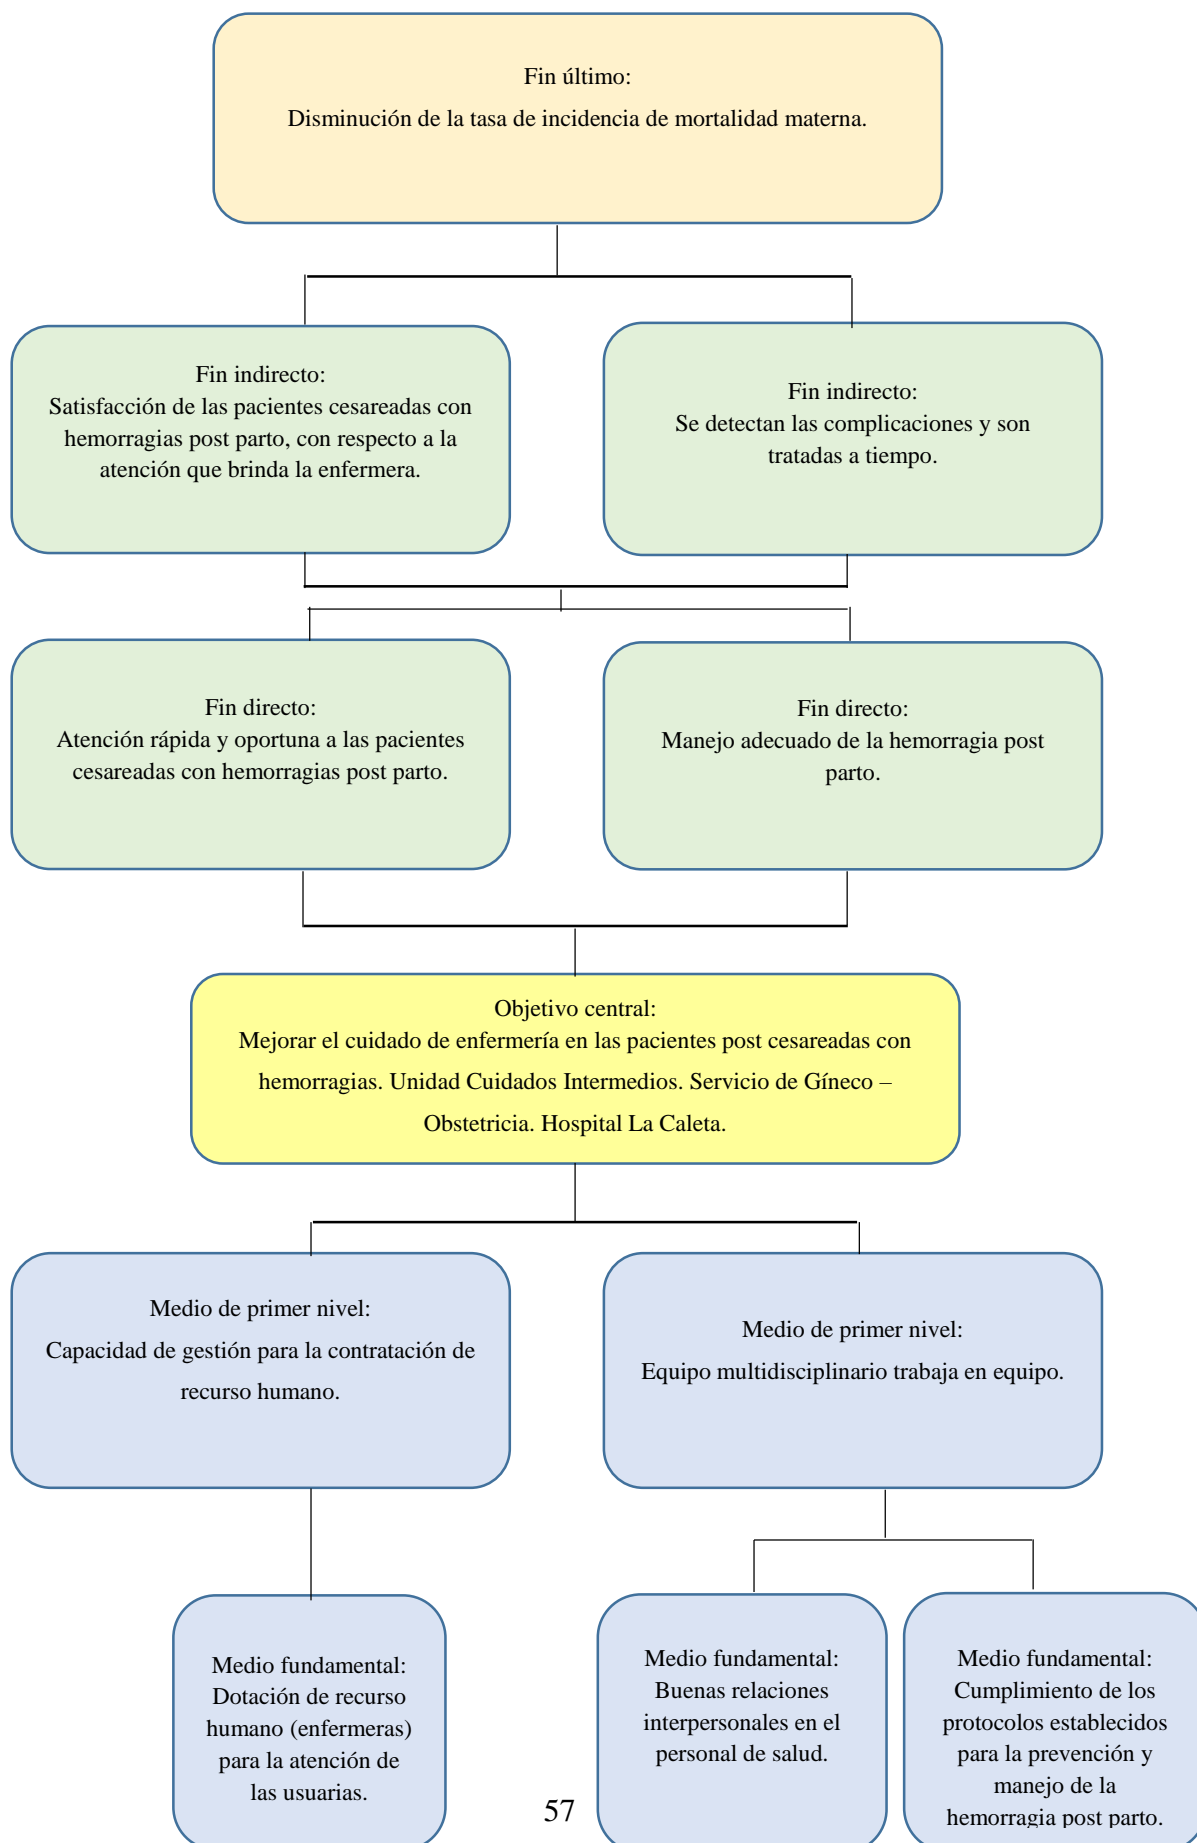 Fin último:
Disminución de la tasa de incidencia de mortalidad materna.
Fin indirecto:
Satisfacción de las pacientes cesareadas con
hemorragias post parto, con respecto a la
atención que brinda la enfermera.
Fin indirecto:
Se detectan las complicaciones y son
tratadas a tiempo.
Fin directo:
Atención rápida y oportuna a las pacientes
cesareadas con hemorragias post parto.
Fin directo:
Manejo adecuado de la hemorragia post
parto.
Objetivo central:
Mejorar el cuidado de enfermería en las pacientes post cesareadas con
hemorragias. Unidad Cuidados Intermedios. Servicio de Gíneco –
Obstetricia. Hospital La Caleta.
Medio de primer nivel:
Capacidad de gestión para la contratación de
recurso humano.
Medio de primer nivel:
Equipo multidisciplinario trabaja en equipo.
Medio fundamental:
Dotación de recurso
humano (enfermeras)
para la atención de
las usuarias.
Medio fundamental:
Buenas relaciones
interpersonales en el
personal de salud.
Medio fundamental:
Cumplimiento de los
protocolos establecidos
para la prevención y
manejo de la
hemorragia post parto.
57